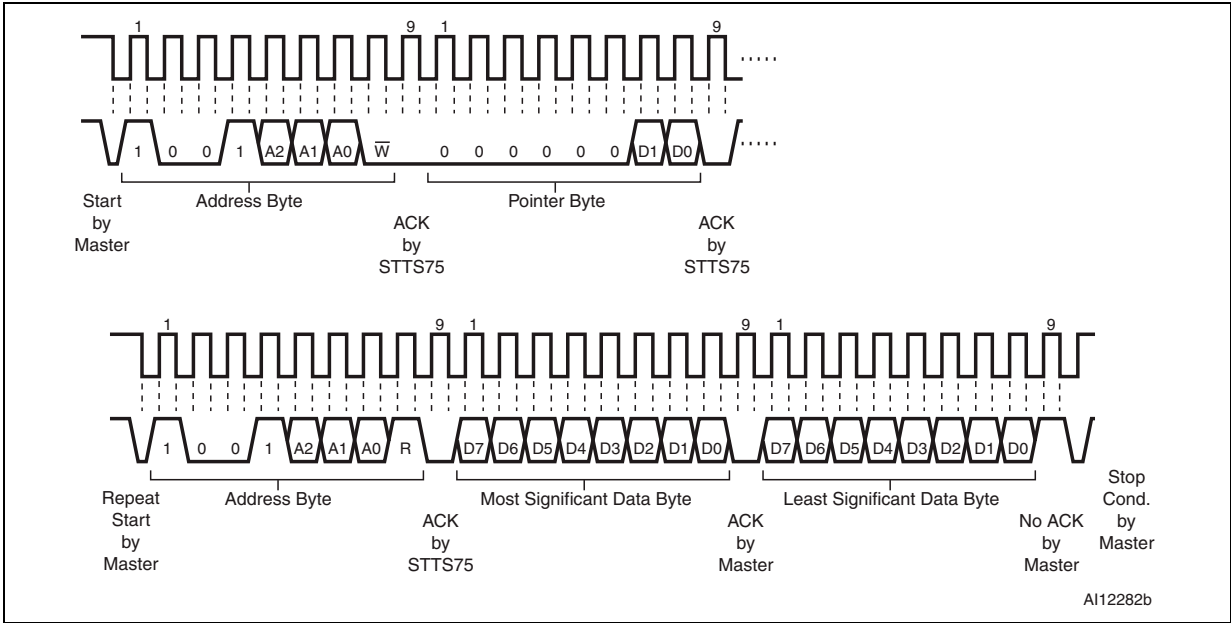 1 9 1 9
1 0 0 1 A2 A1 A0 W̅ 0 0 0 0 0 0 D1 D0
Address Byte Pointer Byte
Start
by
Master
ACK
by
STTS75
ACK
by
STTS75
1 9 1 9 1 9
1 0 0 1 A2 A1 A0 R D7 D6 D5 D4 D3 D2 D1 D0 D7 D6 D5 D4 D3 D2 D1 D0
Address Byte Most Significant Data Byte Least Significant Data Byte
Repeat
Start
by
Master
ACK
by
STTS75
ACK
by
Master
No ACK
by
Master
Stop
Cond.
by
Master
AI12282b